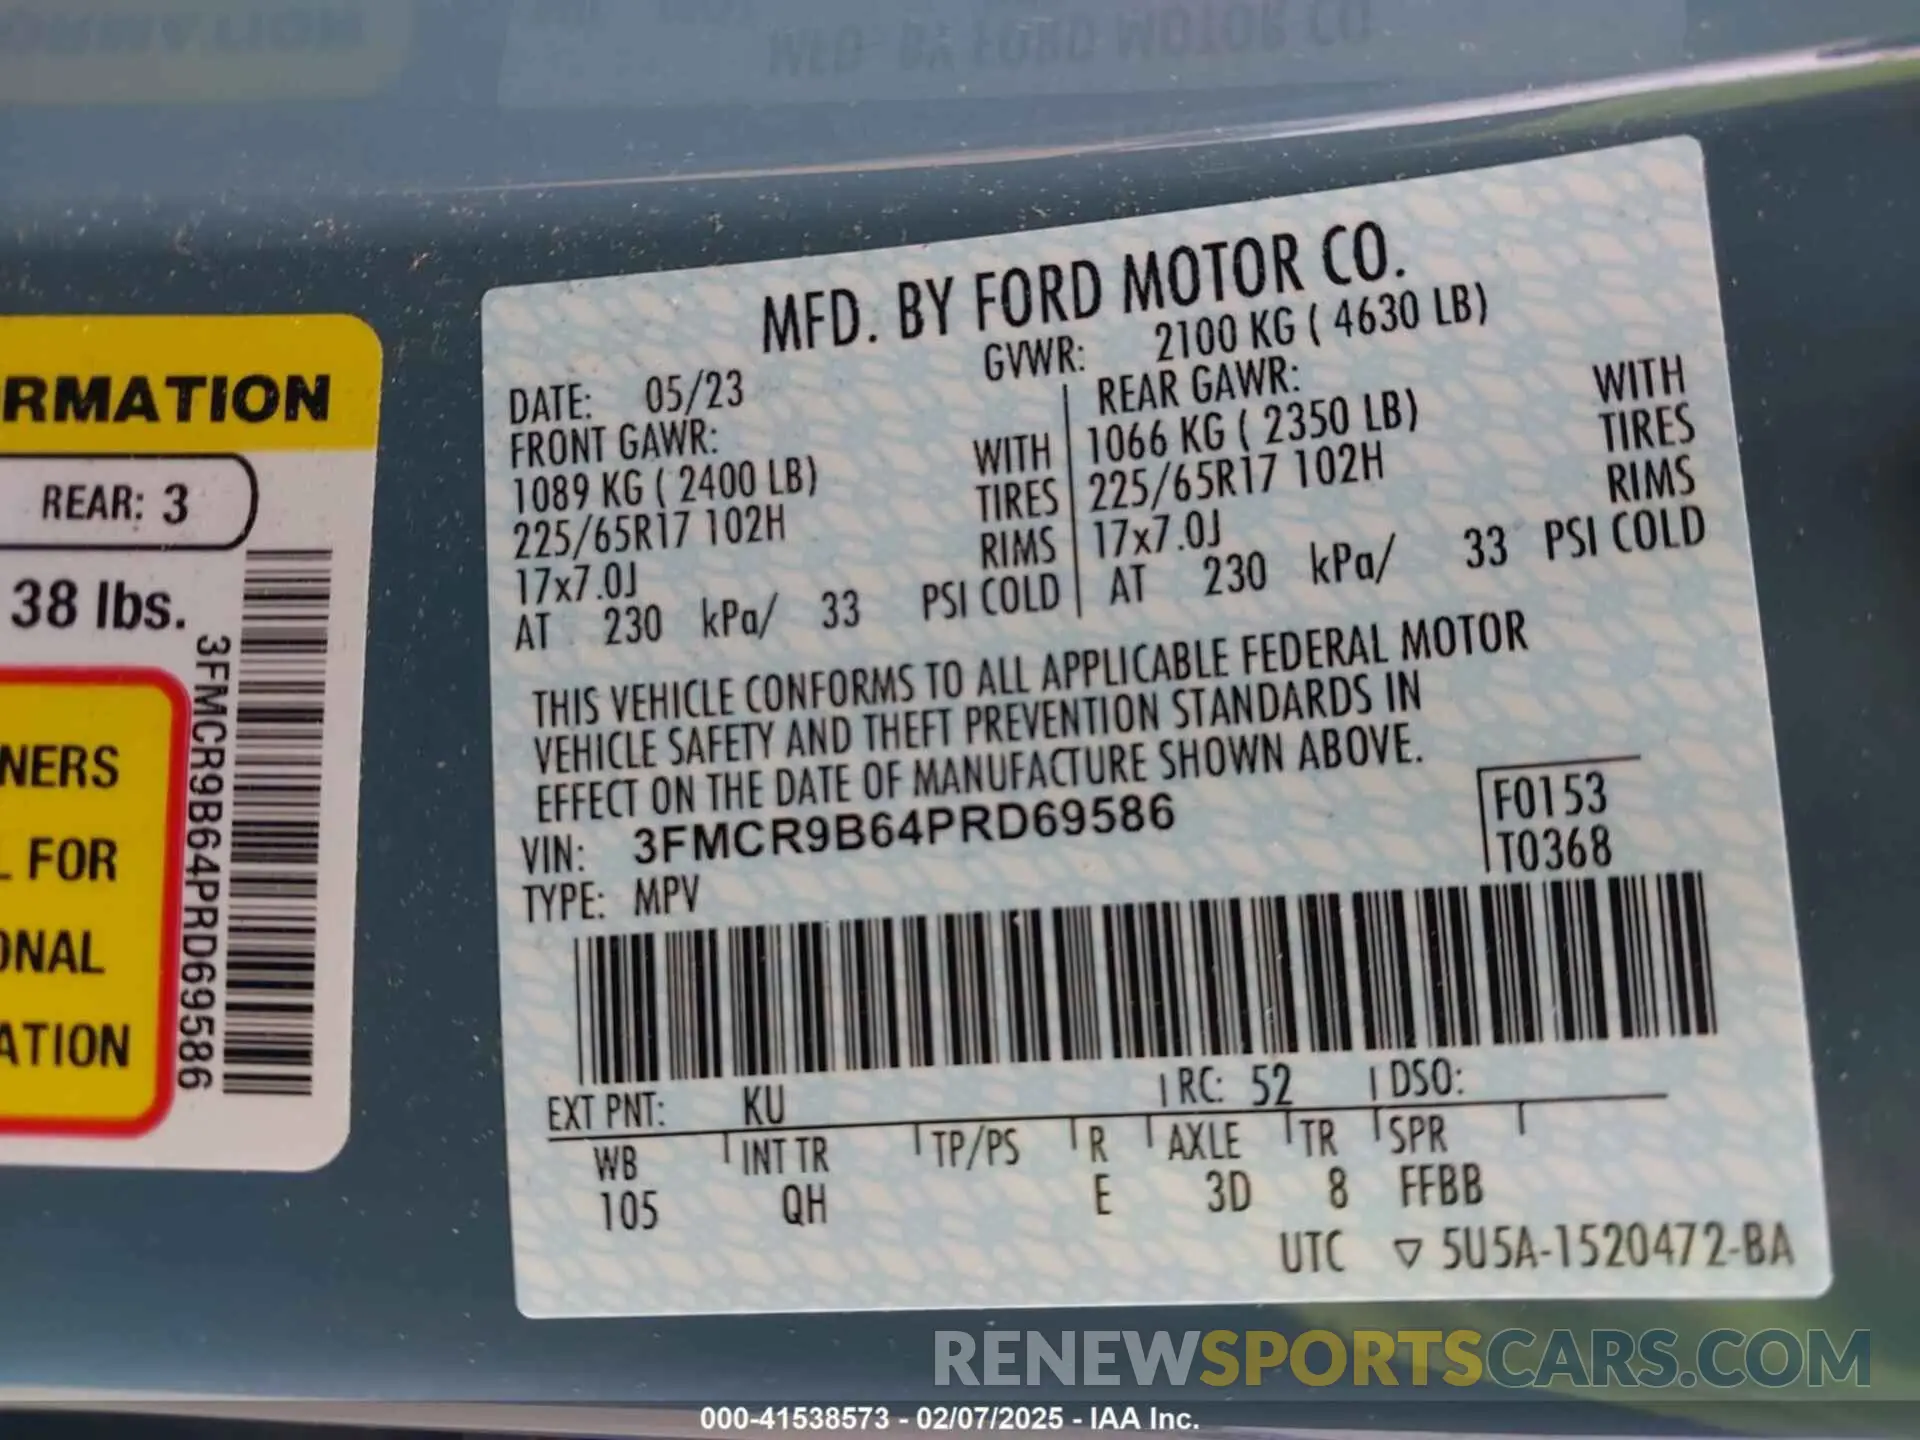 MFD. BY FORD MOTOR CO.
DATE: 05/23 GVWR: 2100 KG ( 4630 LB)
FRONT GAWR: REAR GAWR:
1089 KG ( 2400 LB) WITH 1066 KG ( 2350 LB) WITH
225/65R17 102H TIRES 225/65R17 102H TIRES
17x7.0J RIMS 17x7.0J RIMS
AT 230 kPa/ 33 PSI COLD AT 230 kPa/ 33 PSI COLD
THIS VEHICLE CONFORMS TO ALL APPLICABLE FEDERAL MOTOR
VEHICLE SAFETY AND THEFT PREVENTION STANDARDS IN
EFFECT ON THE DATE OF MANUFACTURE SHOWN ABOVE.
VIN: 3FMCR9B64PRD69586 F0153
TYPE: MPV T0368
EXT PNT: KU RC: 52 DSO:
WB INT TR TP/PS R AXLE TR SPR
105 QH E 3D 8 FFBB
UTC ▽ 5U5A-1520472-BA
RMATION
REAR: 3
38 lbs.
3FMCR9B64PRD69586
NERS
L FOR
ONAL
ATION
RENEWSPORTSCARS.COM
000-41538573 - 02/07/2025 - IAA Inc.